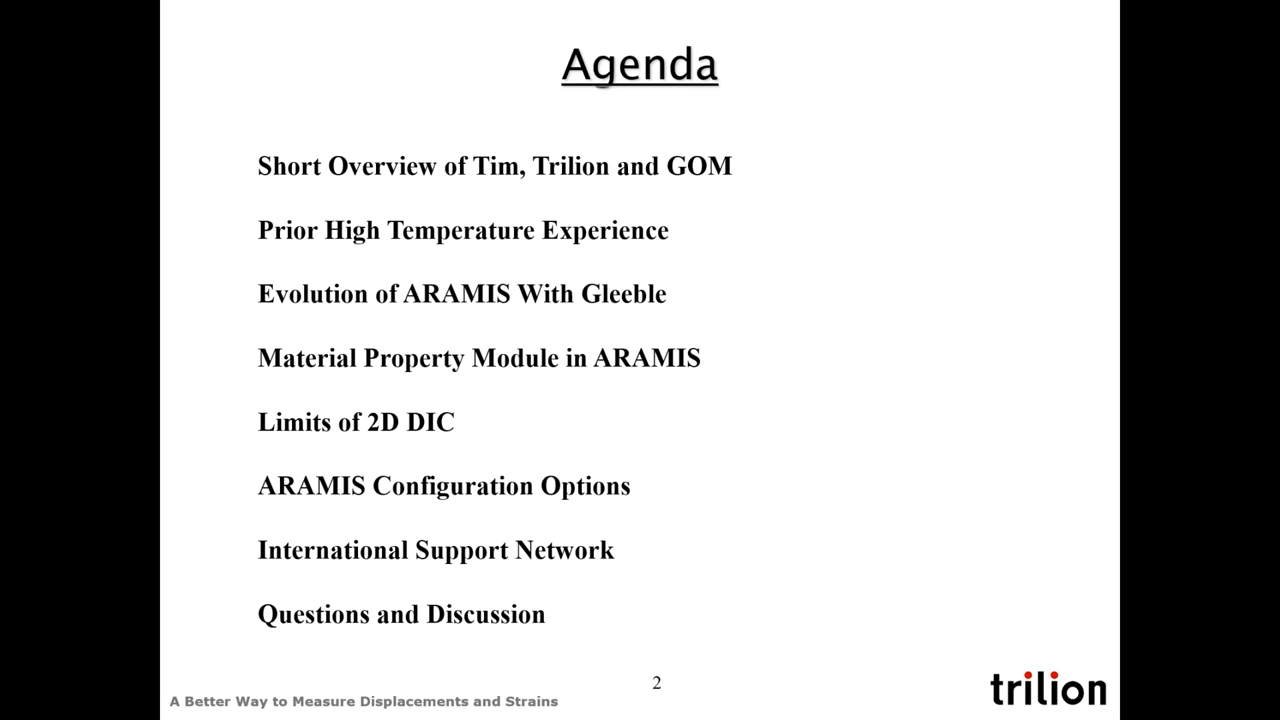 Agenda
Short Overview of Tim, Trilion and GOM
Prior High Temperature Experience
Evolution of ARAMIS With Gleeble
Material Property Module in ARAMIS
Limits of 2D DIC
ARAMIS Configuration Options
International Support Network
Questions and Discussion
2
A Better Way to Measure Displacements and Strains
trilion